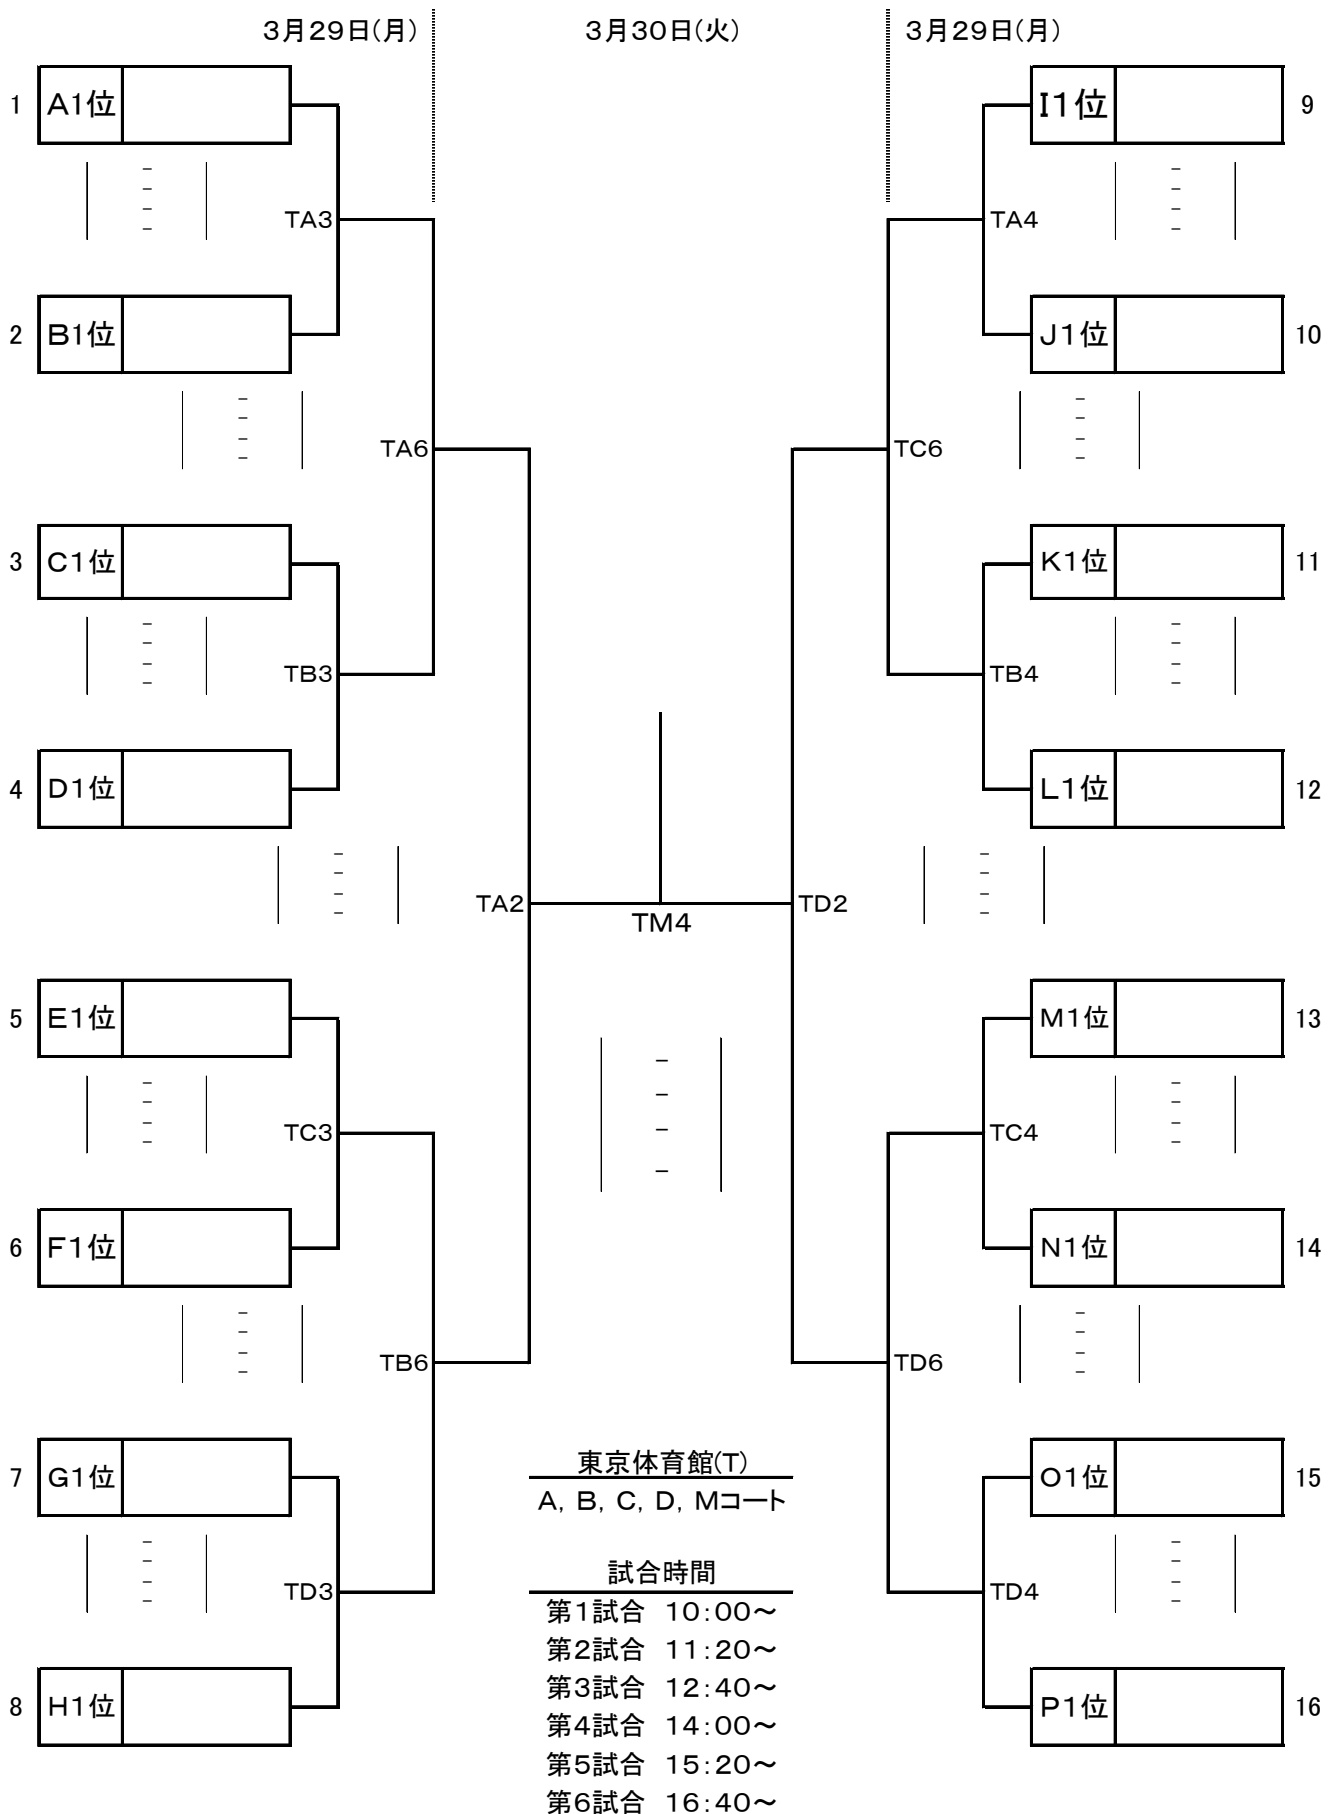 3月29日(月)
3月30日(火)
3月29日(月)
1
A1位
I1位
9
TA3
TA4
2
B1位
J1位
10
TA6
TC6
3
C1位
K1位
11
TB3
TB4
4
D1位
L1位
12
TA2
TM4
TD2
5
E1位
M1位
13
TC3
TC4
6
F1位
N1位
14
TB6
TD6
7
G1位
東京体育館(T)
O1位
15
A, B, C, D, Mコート
TD3
試合時間
TD4
第1試合 10:00~
第2試合 11:20~
第3試合 12:40~
8
H1位
P1位
16
第4試合 14:00~
第5試合 15:20~
第6試合 16:40~